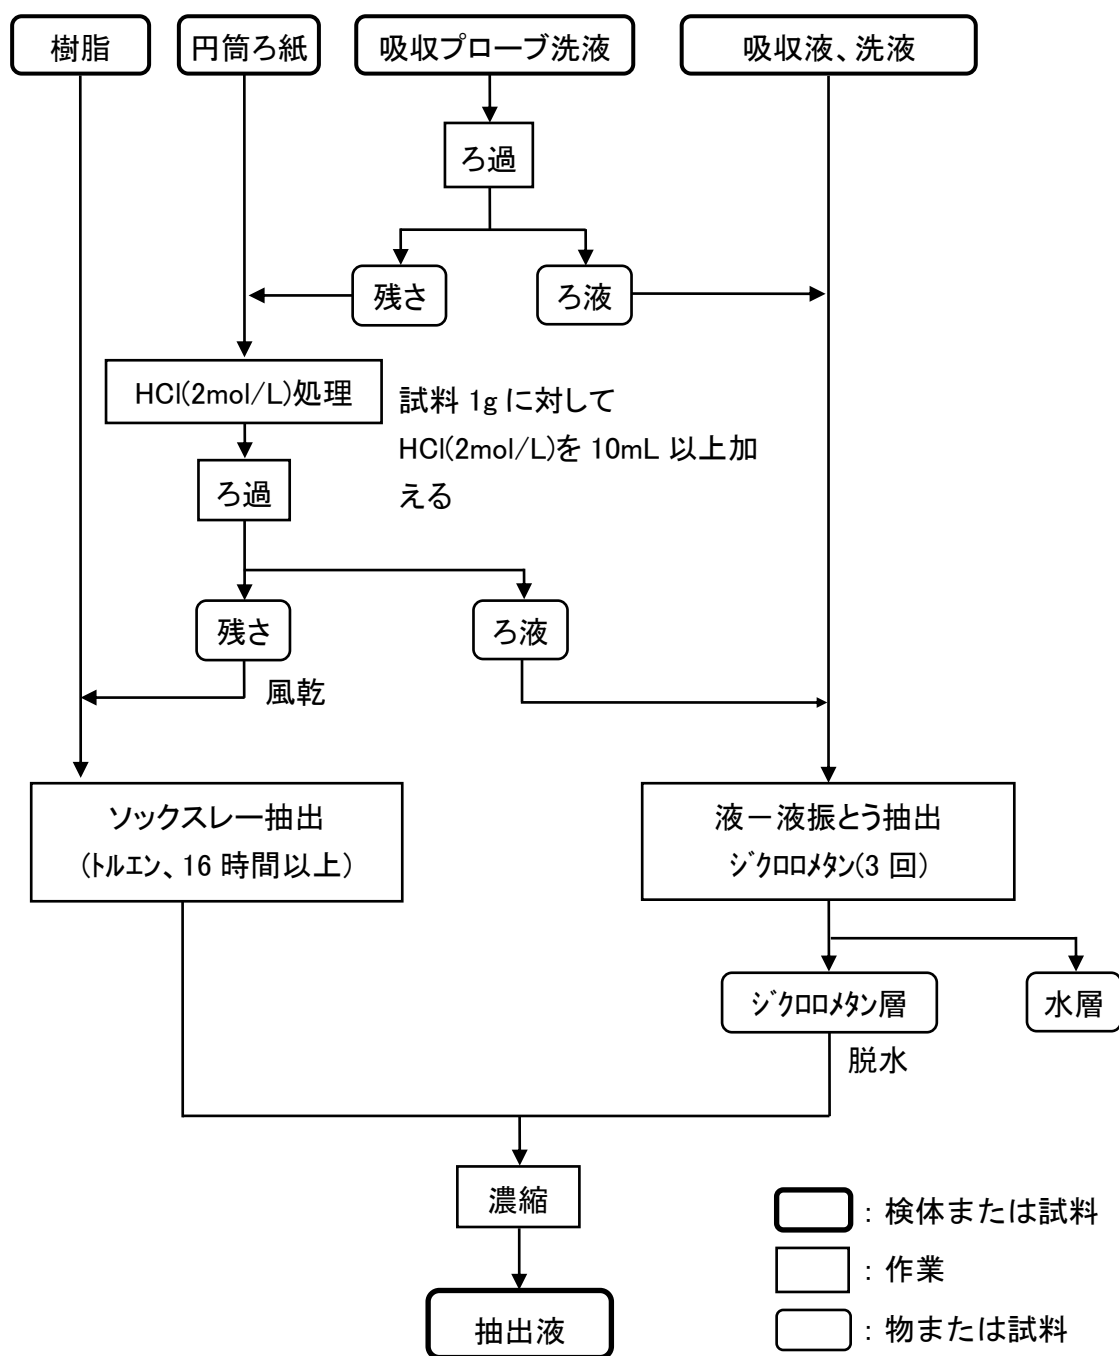 樹脂
円筒ろ紙
吸収プローブ洗液
吸収液、洗液
ろ過
残さ
ろ液
HCl(2mol/L)処理
試料 1g に対して
HCl(2mol/L)を 10mL 以上加
える
ろ過
残さ
ろ液
風乾
ソックスレー抽出
(ﾄﾙｴﾝ、16 時間以上)
液－液振とう抽出
ｼﾞｸﾛﾛﾒﾀﾝ(3 回)
ｼﾞｸﾛﾛﾒﾀﾝ層
水層
脱水
濃縮
抽出液
：検体または試料
：作業
：物または試料